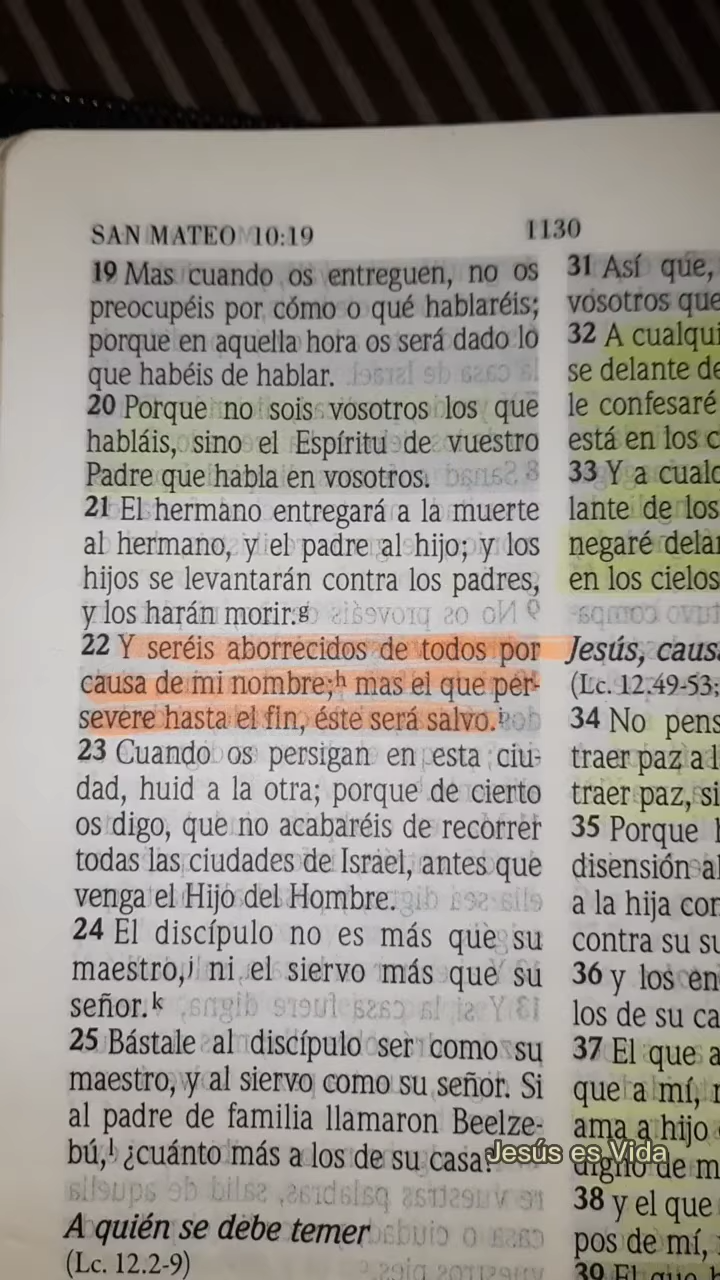 SAN MATEO 10:19
1130
19 Mas cuando os entreguen, no os
preocupéis por cómo o qué hablaréis;
porque en aquella hora os será dado lo
que habéis de hablar.
20 Porque no sois vosotros los que
habláis, sino el Espíritu de vuestro
Padre que habla en vosotros.
21 El hermano entregará a la muerte
al hermano, y el padre al hijo; y los
hijos se levantarán contra los padres,
y los harán morir.g
22 Y seréis aborrecidos de todos por
causa de mi nombre;h mas el que per-
severe hasta el fin, éste será salvo.i
23 Cuando os persigan en esta ciu-
dad, huid a la otra; porque de cierto
os digo, que no acabaréis de recorrer
todas las ciudades de Israel, antes que
venga el Hijo del Hombre.
24 El discípulo no es más que su
maestro,j ni el siervo más que su
señor.k
25 Bástale al discípulo ser como su
maestro, y al siervo como su señor. Si
al padre de familia llamaron Beelze-
bú,l ¿cuánto más a los de su casa?
A quién se debe temer
(Lc. 12.2-9)
31 Así que,
vosotros
32 A
se delante
le confesaré
está en los
33 Y a
lante de los
negaré
en los cielos
Jesús,
(Lc. 12.49-53;
34 No
traer paz a
traer paz,
35 Porque
disensión
a la hija
contra su
36 y los
los de su
37 El que
que a mí,
ama a hijo
digno de
38 y el que
pos de mí,
39 El que
Jesús es Vida